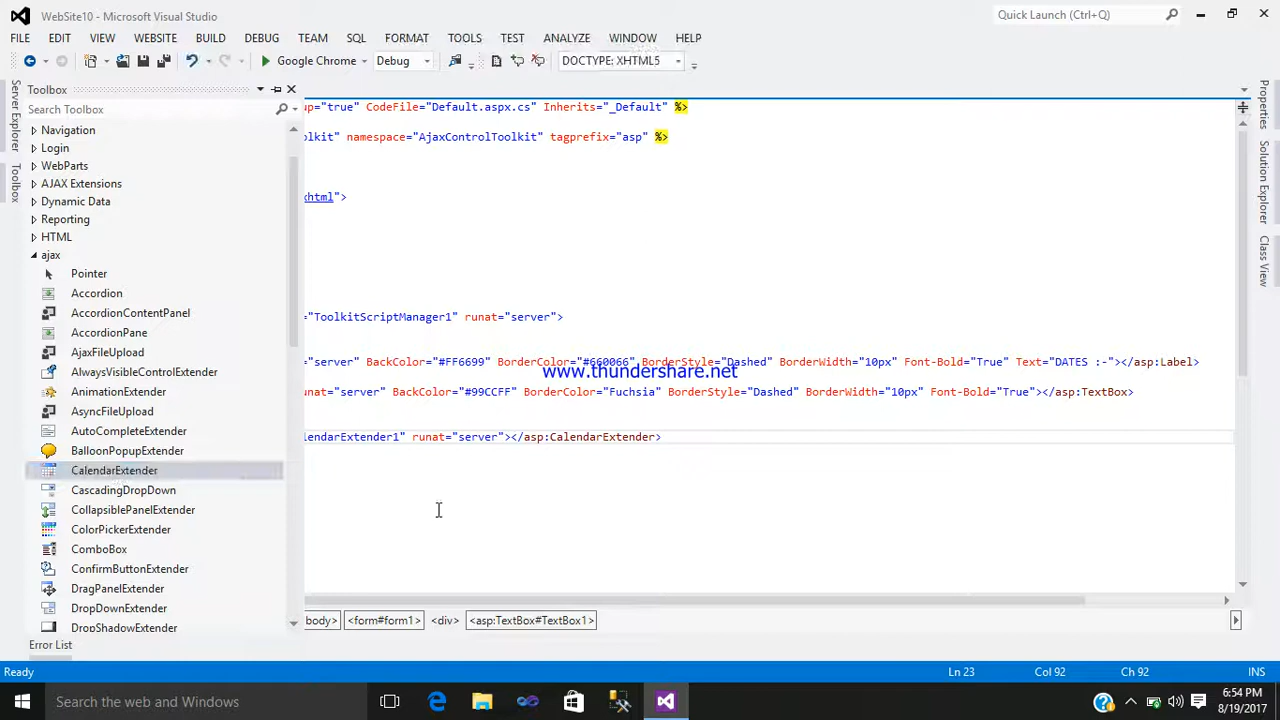 WebSite10 - Microsoft Visual Studio
Quick Launch (Ctrl+Q)
FILE EDIT VIEW WEBSITE BUILD DEBUG TEAM SQL FORMAT TOOLS TEST ANALYZE WINDOW HELP
Google Chrome Debug DOCTYPE: XHTML5
Server Explorer
Toolbox
Toolbox
Search Toolbox
Navigation
Login
WebParts
AJAX Extensions
Dynamic Data
Reporting
HTML
ajax
Pointer
Accordion
AccordionContentPanel
AccordionPane
AjaxFileUpload
AlwaysVisibleControlExtender
AnimationExtender
AsyncFileUpload
AutoCompleteExtender
BalloonPopupExtender
CalendarExtender
CascadingDropDown
CollapsiblePanelExtender
ColorPickerExtender
ComboBox
ConfirmButtonExtender
DragPanelExtender
DropDownExtender
DropShadowExtender
up="true" CodeFile="Default.aspx.cs" Inherits="_Default" %>
olkit" namespace="AjaxControlToolkit" tagprefix="asp" %>
xhtml">
="ToolkitScriptManager1" runat="server">
="server" BackColor="#FF6699" BorderColor="#660066" BorderStyle="Dashed" BorderWidth="10px" Font-Bold="True" Text="DATES :-"></asp:Label>
www.thundershare.net
unat="server" BackColor="#99CCFF" BorderColor="Fuchsia" BorderStyle="Dashed" BorderWidth="10px" Font-Bold="True"></asp:TextBox>
lendarExtender1" runat="server"></asp:CalendarExtender>
body> <form#form1> <div> <asp:TextBox#TextBox1>
Properties
Solution Explorer
Class View
Error List
Ready Ln 23 Col 92 Ch 92 INS
Search the web and Windows
6:54 PM
8/19/2017